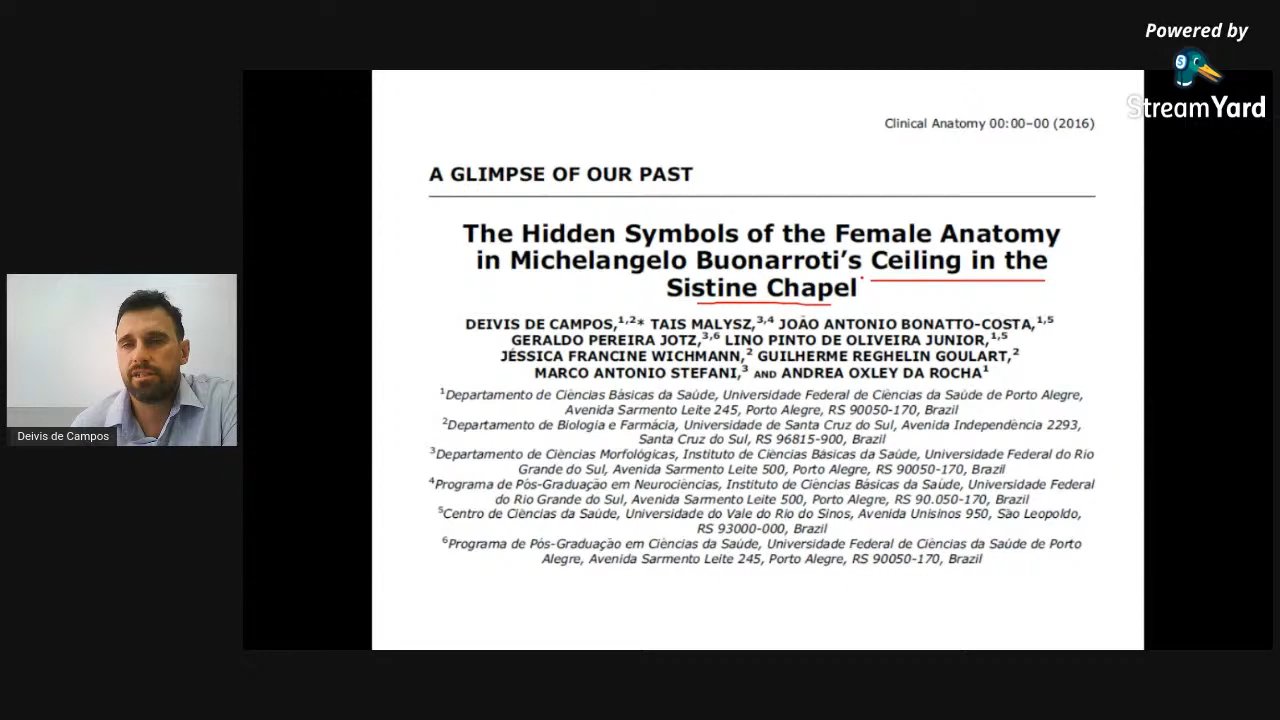 Powered by
StreamYard
Clinical Anatomy 00:00–00 (2016)
A GLIMPSE OF OUR PAST
The Hidden Symbols of the Female Anatomy
in Michelangelo Buonarroti’s Ceiling in the
Sistine Chapel
DEIVIS DE CAMPOS,1,2* TAIS MALYSZ,3,4 JOÃO ANTONIO BONATTO-COSTA,1,5
GERALDO PEREIRA JOTZ,3,6 LINO PINTO DE OLIVEIRA JUNIOR,1,5
JÉSSICA FRANCINE WICHMANN,2 GUILHERME REGHELIN GOULART,2
MARCO ANTONIO STEFANI,3 AND ANDREA OXLEY DA ROCHA1
1Departamento de Ciências Básicas da Saúde, Universidade Federal de Ciências da Saúde de Porto Alegre,
Avenida Sarmento Leite 245, Porto Alegre, RS 90050-170, Brazil
2Departamento de Biologia e Farmácia, Universidade de Santa Cruz do Sul, Avenida Independência 2293,
Santa Cruz do Sul, RS 96815-900, Brazil
3Departamento de Ciências Morfológicas, Instituto de Ciências Básicas da Saúde, Universidade Federal do Rio
Grande do Sul, Avenida Sarmento Leite 500, Porto Alegre, RS 90050-170, Brazil
4Programa de Pós-Graduação em Neurociências, Instituto de Ciências Básicas da Saúde, Universidade Federal
do Rio Grande do Sul, Avenida Sarmento Leite 500, Porto Alegre, RS 90.050-170, Brazil
5Centro de Ciências da Saúde, Universidade do Vale do Rio do Sinos, Avenida Unisinos 950, São Leopoldo,
RS 93000-000, Brazil
6Programa de Pós-Graduação em Ciências da Saúde, Universidade Federal de Ciências da Saúde de Porto
Alegre, Avenida Sarmento Leite 245, Porto Alegre, RS 90050-170, Brazil
Deivis de Campos